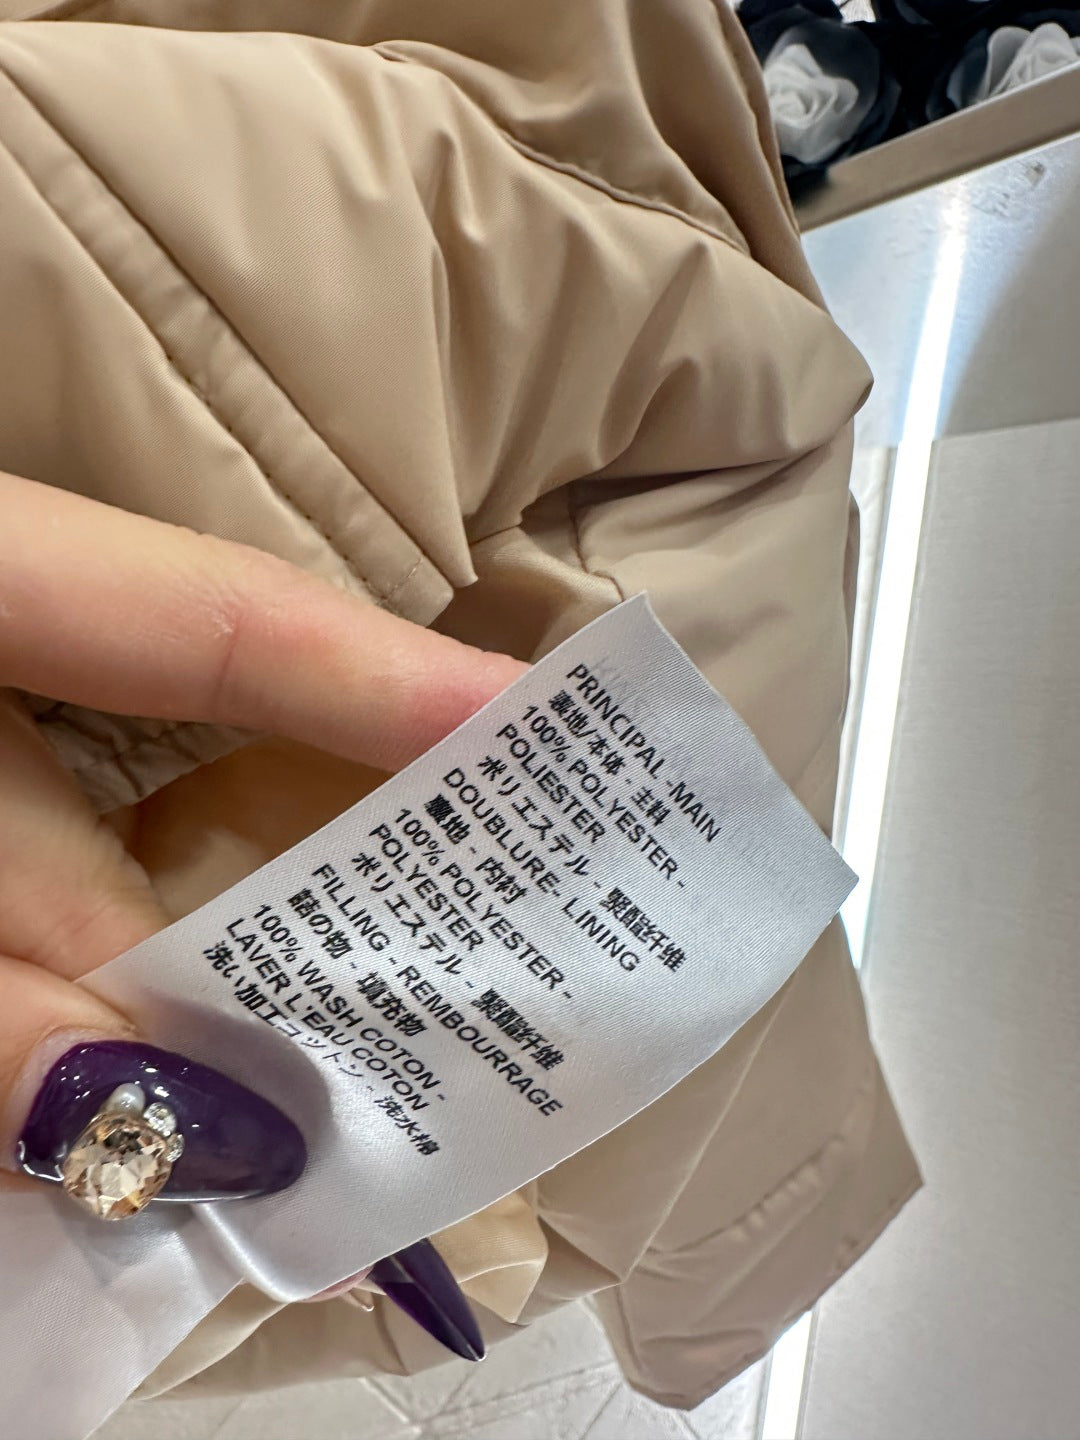 PRINCIPAL -MAIN
表地/本体 - 主料
100% POLYESTER -
POLIESTER
ポリエステル - 聚酯纤维
DOUBLURE- LINING
裏地 - 内衬
100% POLYESTER -
POLYESTER
ポリエステル - 聚酯纤维
FILLING - REMBOURRAGE
詰め物 - 填充物
100% WASH COTON -
LAVER L'EAU COTON
洗い加工コットン - 洗水棉